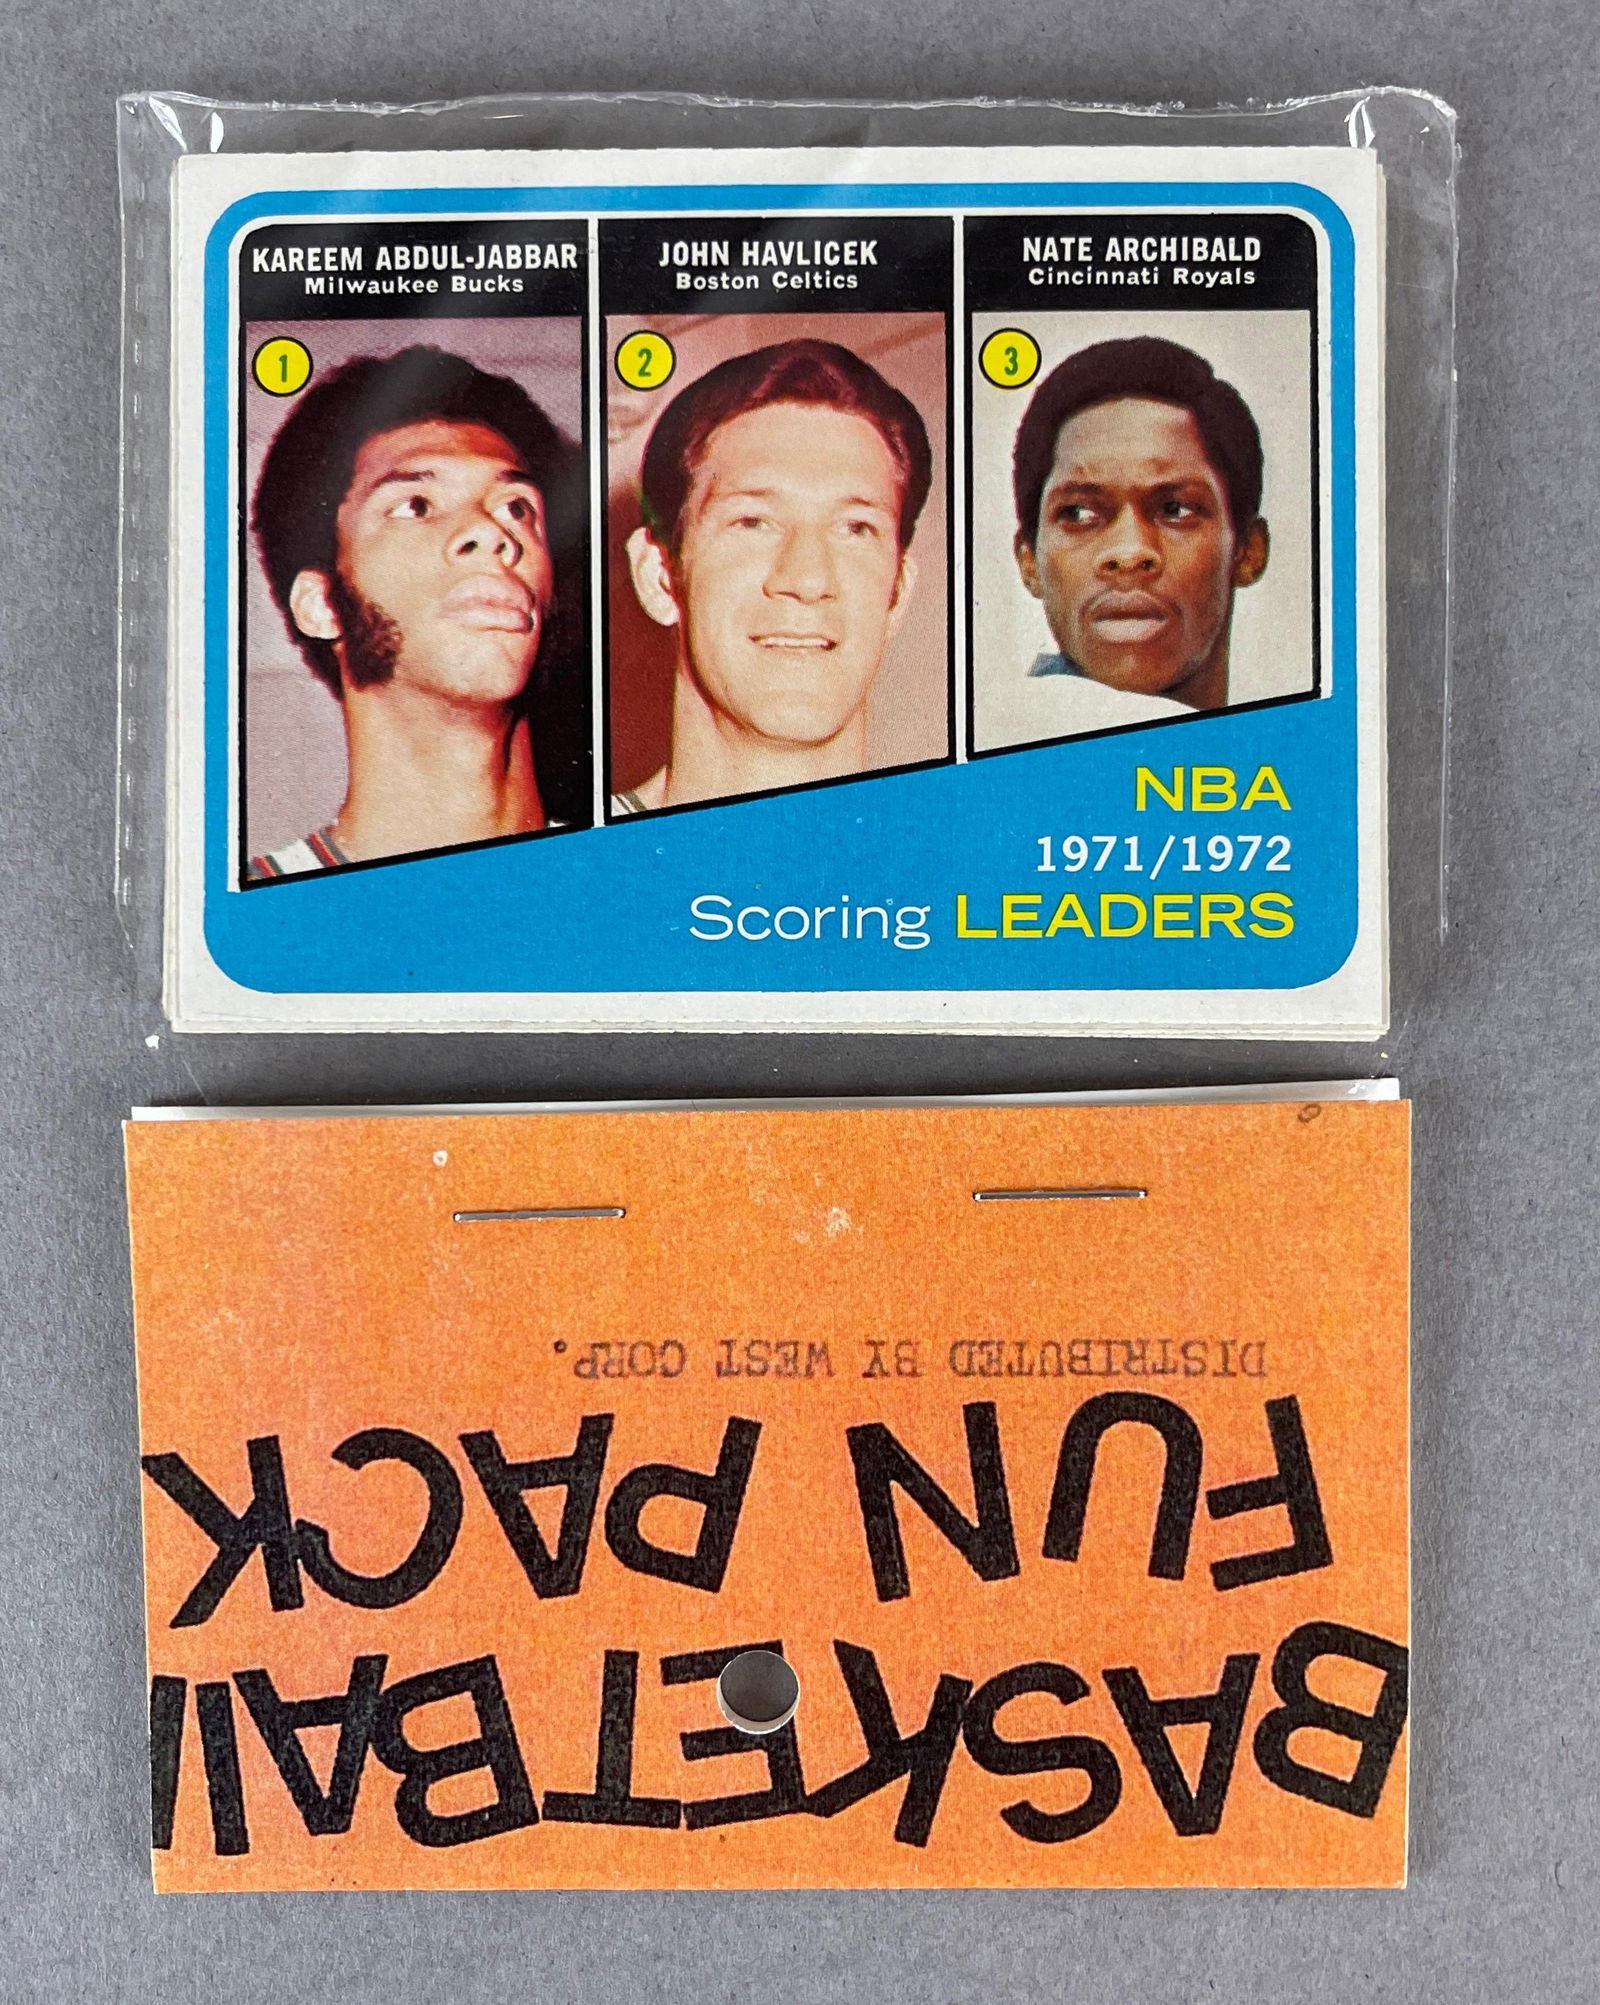 KAREEM ABDUL-JABBAR
Milwaukee Bucks
1
JOHN HAVLICEK
Boston Celtics
2
NATE ARCHIBALD
Cincinnati Royals
3
NBA
1971/1972
Scoring LEADERS
BASKETBALL
FUN PACK
DISTRIBUTED BY WEST CORP.